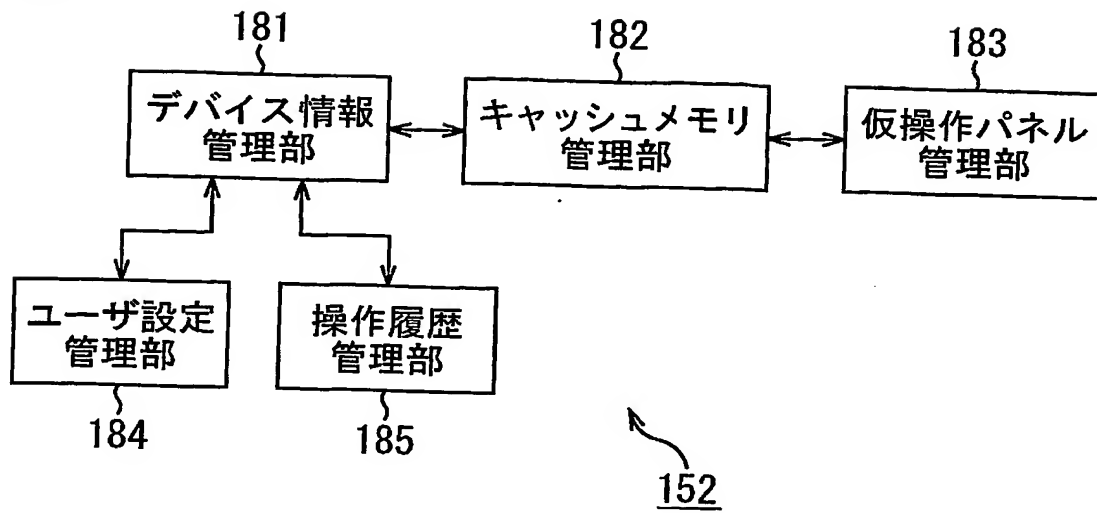 181
デバイス情報
管理部
182
キャッシュメモリ
管理部
183
仮操作パネル
管理部
ユーザ設定
管理部
184
操作履歴
管理部
185
152